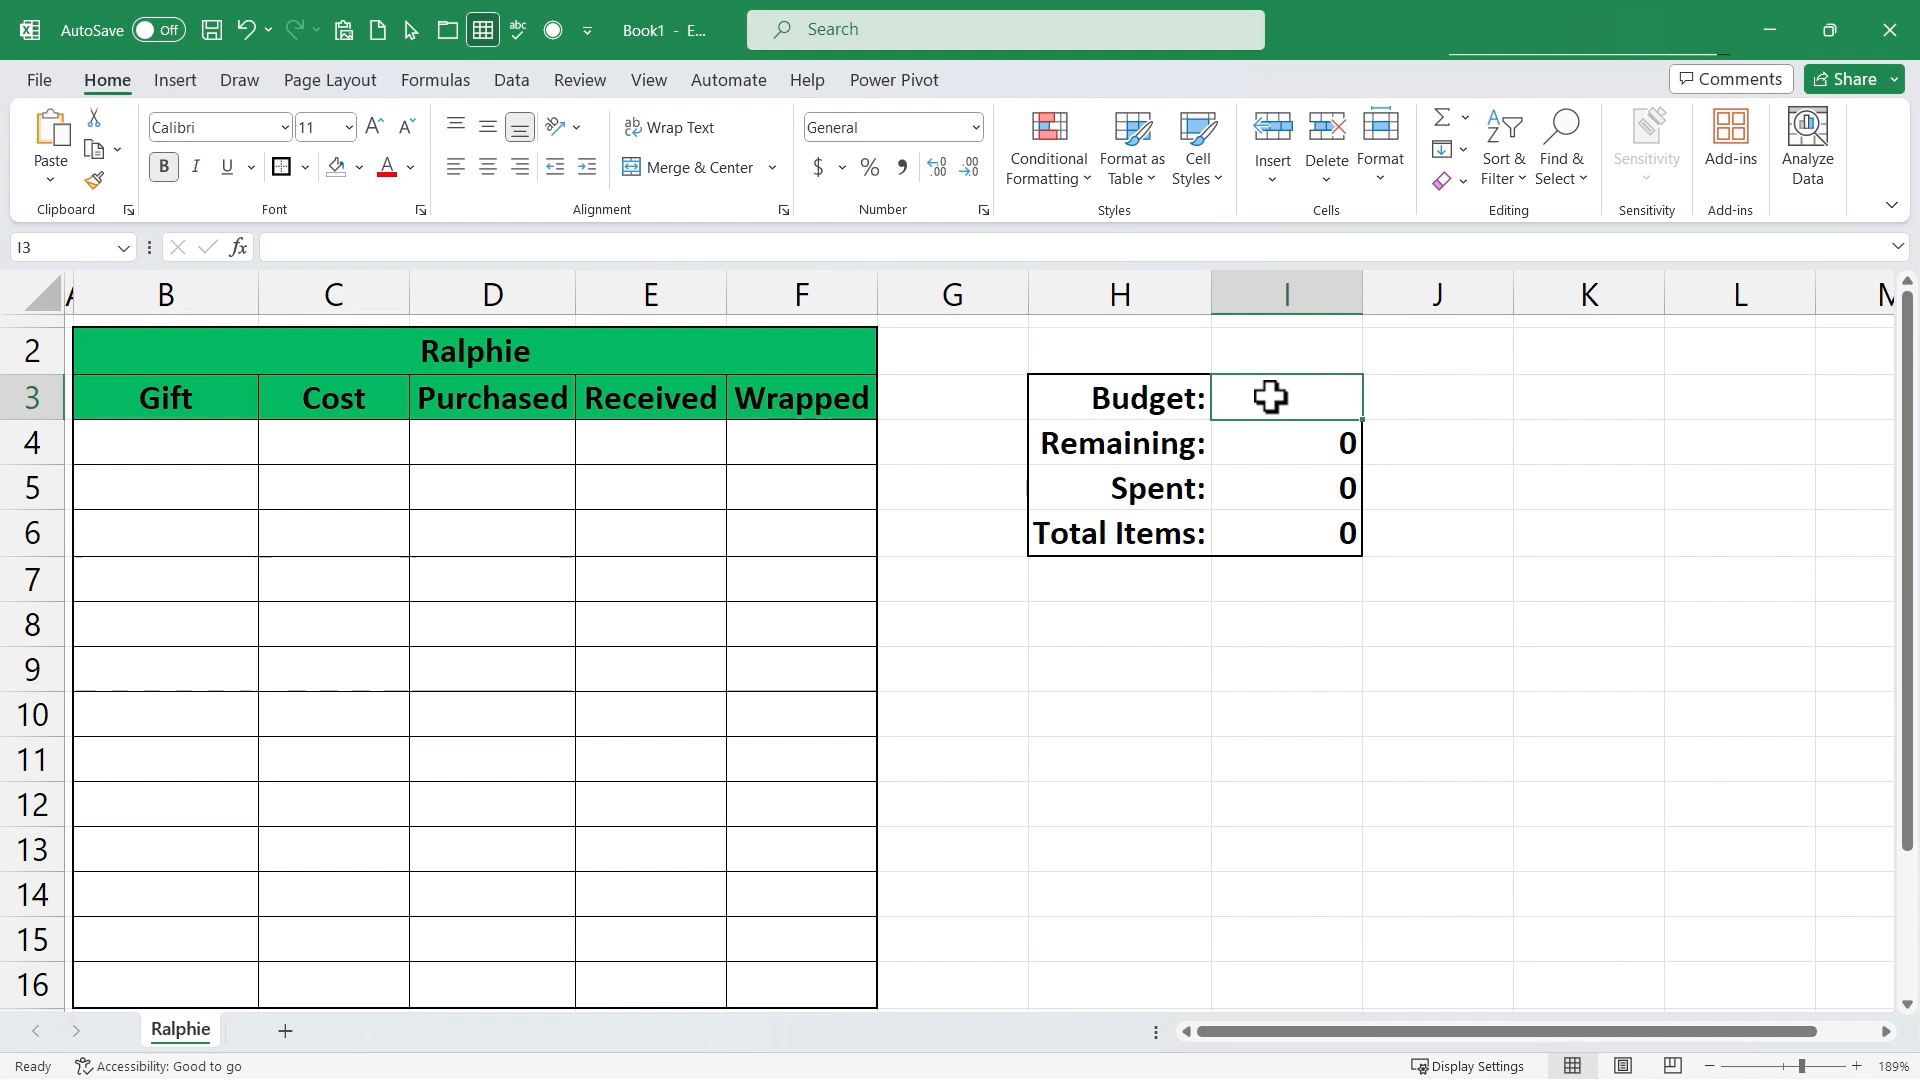 AutoSave Off abc Book1 - E... Search
File Home Insert Draw Page Layout Formulas Data Review View Automate Help Power Pivot Comments Share
Calibri 11 Wrap Text General
Paste B I U A Merge & Center $ % , Conditional Formatting Format as Table Cell Styles Insert Delete Format Sort & Filter Find & Select Sensitivity Add-ins Analyze Data
Clipboard Font Alignment Number Styles Cells Editing Sensitivity Add-ins
I3 fx
A B C D E F G H I J K L M
2 Ralphie
3 Gift Cost Purchased Received Wrapped Budget:
4 Remaining: 0
5 Spent: 0
6 Total Items: 0
7
8
9
10
11
12
13
14
15
16
Ralphie
Ready Accessibility: Good to go Display Settings 189%